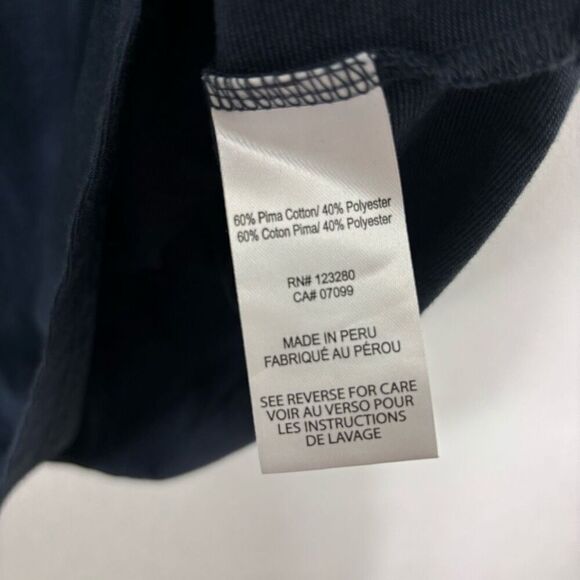 60% Pima Cotton/ 40% Polyester
60% Coton Pima/ 40% Polyester
RN# 123280
CA# 07099
MADE IN PERU
FABRIQUÉ AU PÉROU
SEE REVERSE FOR CARE
VOIR AU VERSO POUR
LES INSTRUCTIONS
DE LAVAGE